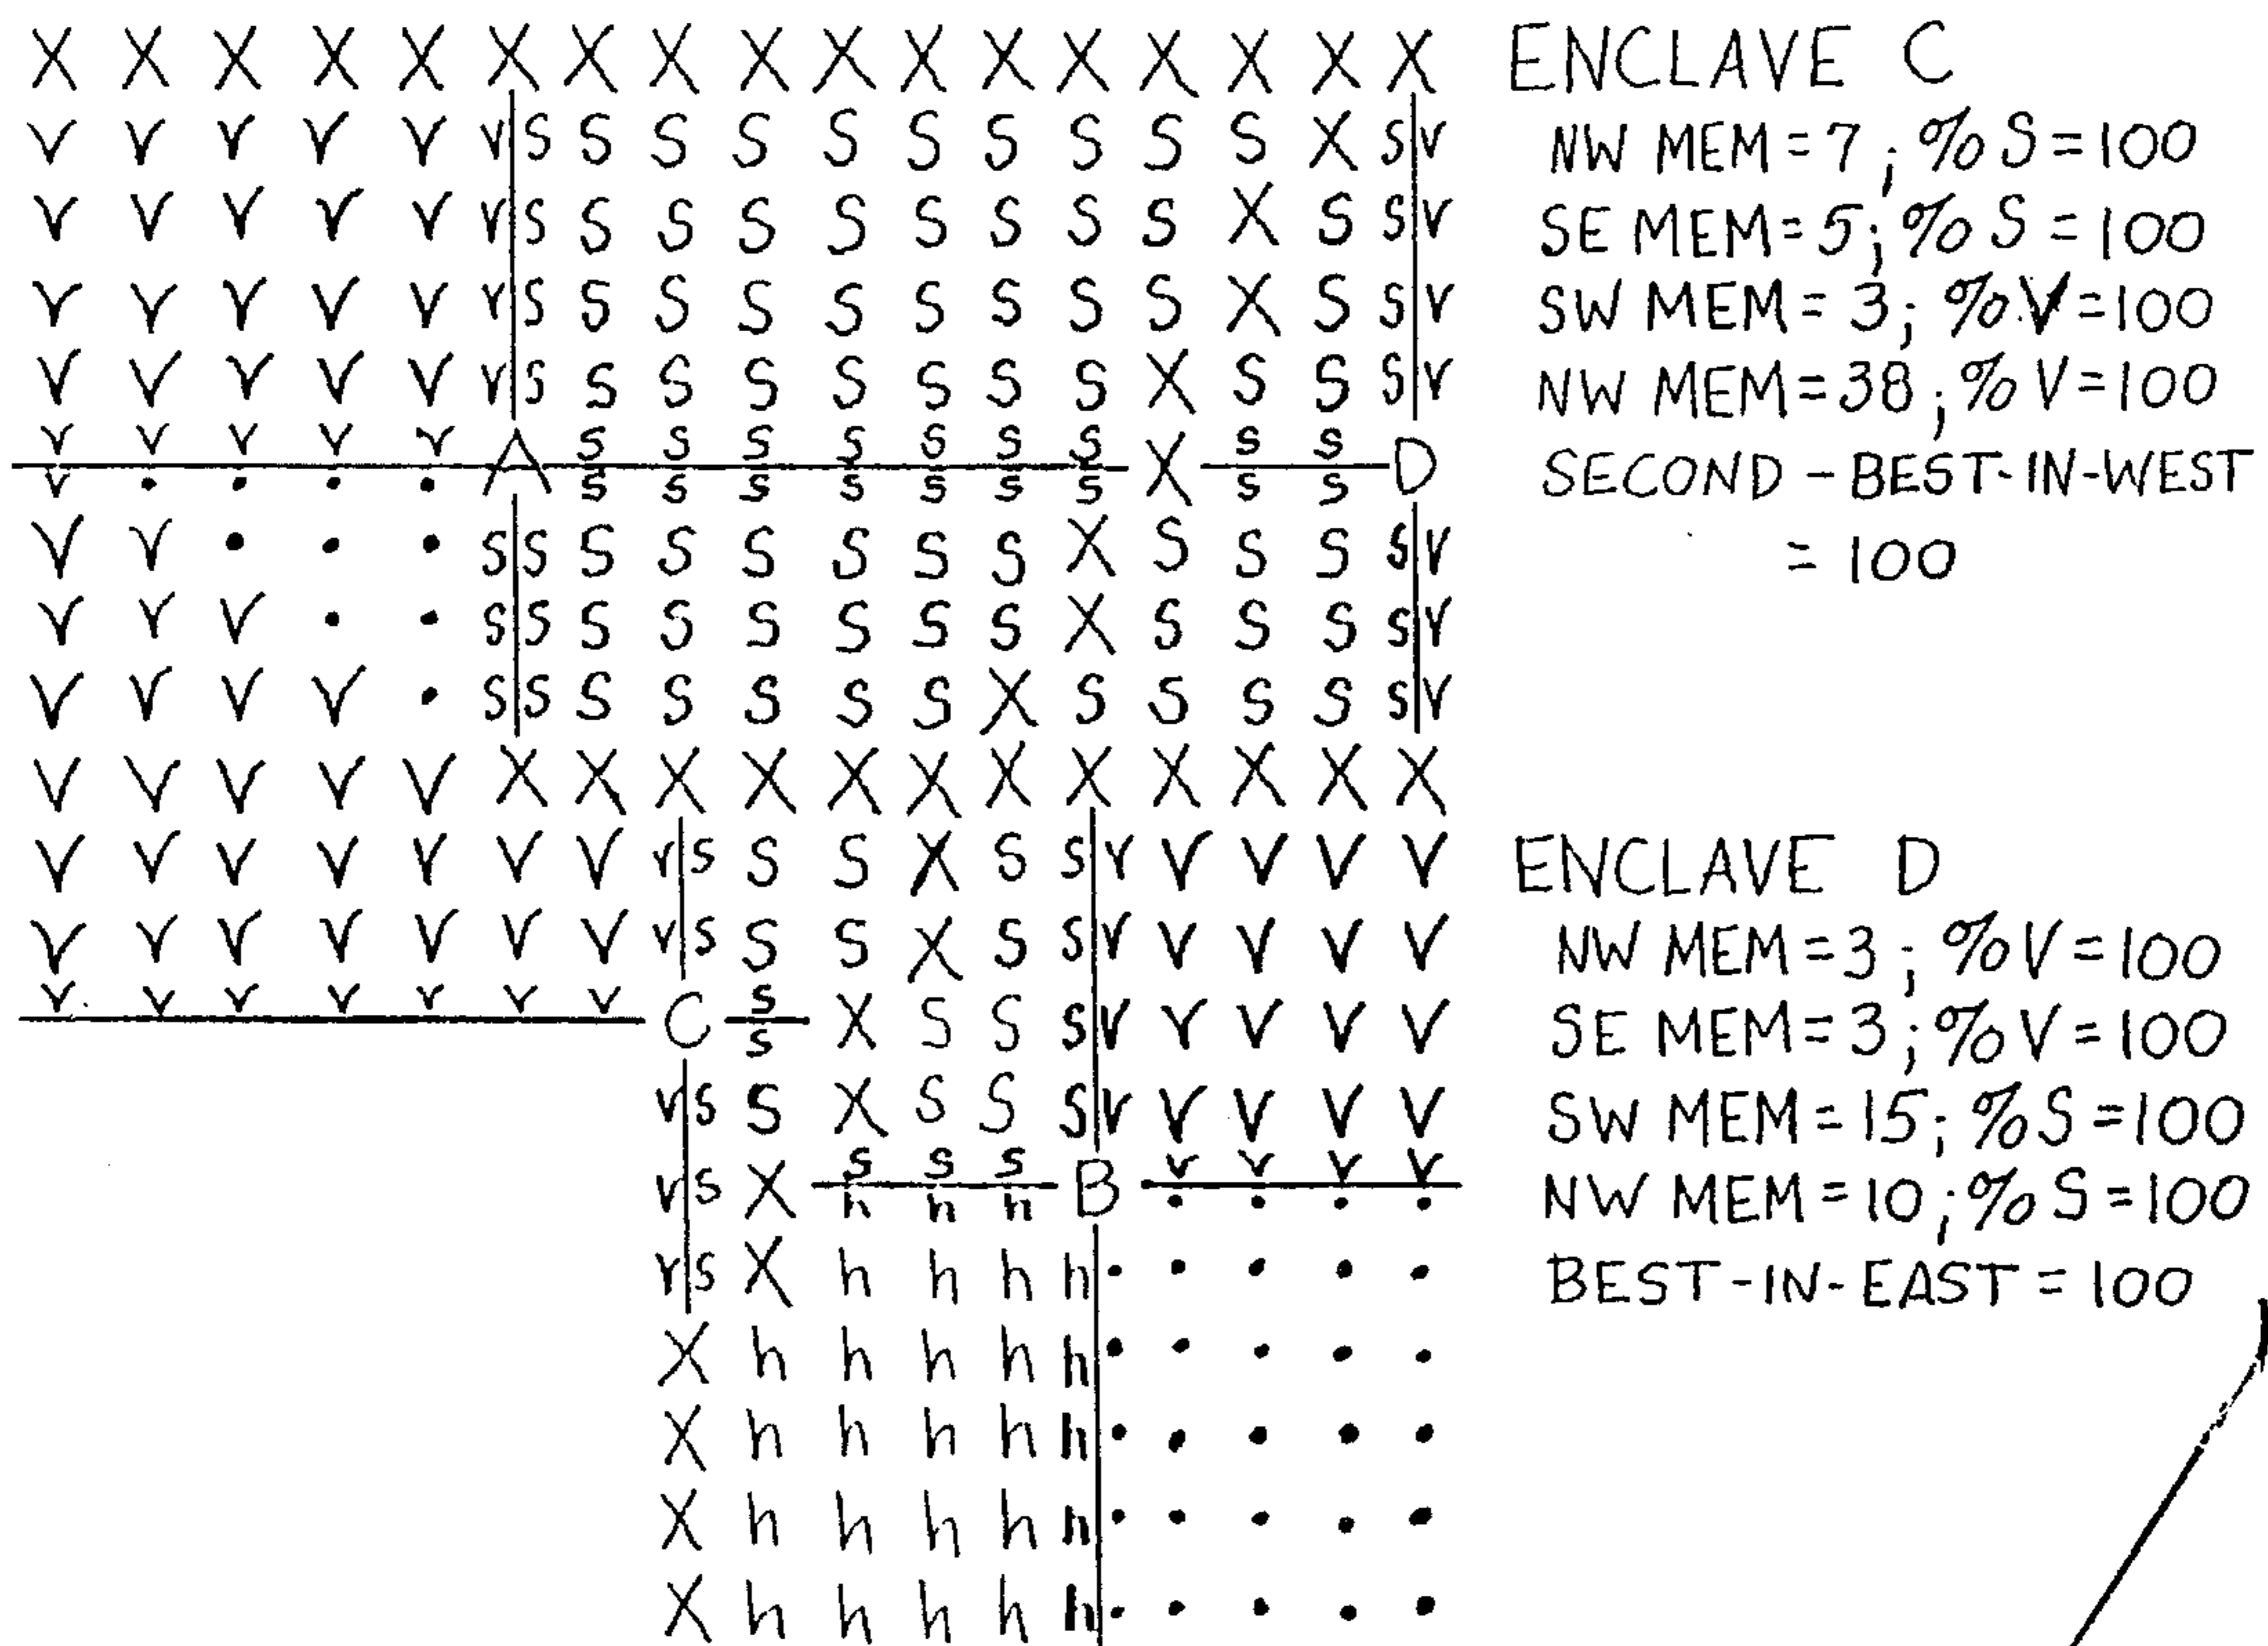 X X X X X X X X X X X X X X X X X ENCLAVE C
V V V V V V|S S S S S S S S S S X S|V NW MEM = 7; % S = 100
V V V V V V|S S S S S S S S S X S S|V SE MEM = 5; % S = 100
V V V V V V|S S S S S S S S S X S S|V SW MEM = 3; % V = 100
V V V V V V|S S S S S S S S X S S S|V NW MEM = 38; % V = 100
V V V V V S S S S S S S S S
A X D SECOND-BEST-IN-WEST
V • • • • S S S S S S S S S
V V • • • S|S S S S S S S X S S S S|V = 100
V V V • • S|S S S S S S S X S S S S|V
V V V V • S|S S S S S S X S S S S S|V
V V V V V X X X X X X X X X X X X
V V V V V V V V|S S S X S S|V V V V V ENCLAVE D
V V V V V V V V|S S S X S S|V V V V V NW MEM = 3; % V = 100
V V V V V V V S
C X S S S|V V V V V SE MEM = 3; % V = 100
S
V|S S X S S S|V V V V V SW MEM = 15; % S = 100
S S S V V V V
V|S X B NW MEM = 10; % S = 100
h h h • • • •
V|S X h h h h|• • • • • BEST-IN-EAST = 100
X h h h h h|• • • • •
X h h h h h|• • • • •
X h h h h h|• • • • •
X h h h h h|• • • • •